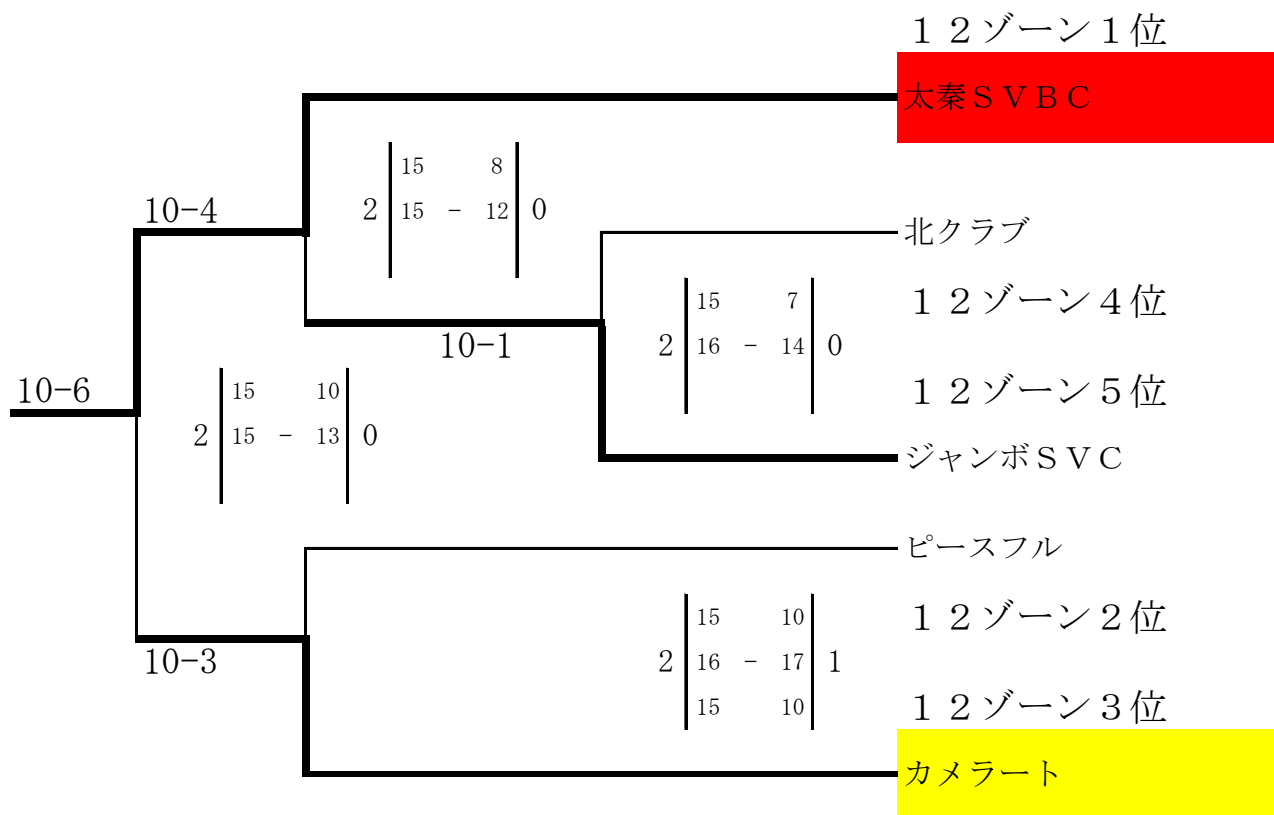 １２ゾーン１位
太秦ＳＶＢＣ
15 8
10-4
2 15 - 12 0
北クラブ
１２ゾーン４位
15 7
10-1
2 16 - 14 0
１２ゾーン５位
10-6
15 10
2 15 - 13 0
ジャンボＳＶＣ
ピースフル
１２ゾーン２位
15 10
10-3
2 16 - 17 1
15 10
１２ゾーン３位
カメラート